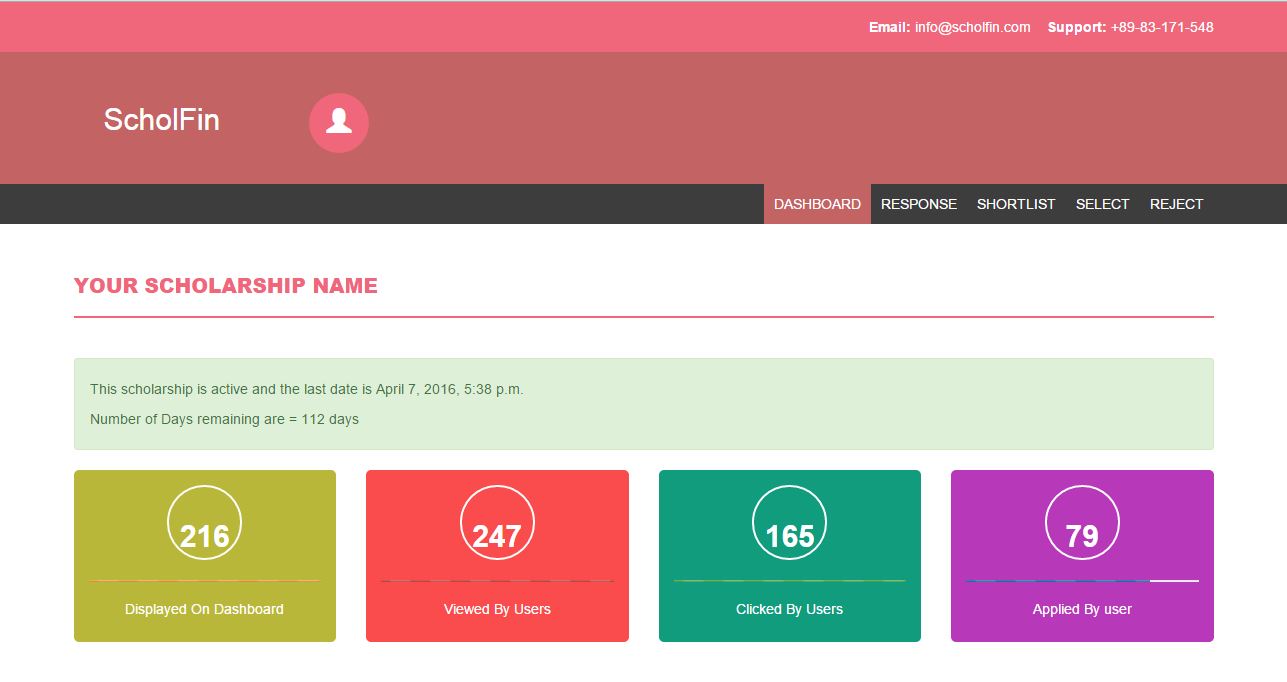 Email: info@scholfin.com Support: +89-83-171-548
ScholFin
DASHBOARD RESPONSE SHORTLIST SELECT REJECT
YOUR SCHOLARSHIP NAME
This scholarship is active and the last date is April 7, 2016, 5:38 p.m.
Number of Days remaining are = 112 days
216 247 165 79
Displayed On Dashboard Viewed By Users Clicked By Users Applied By user